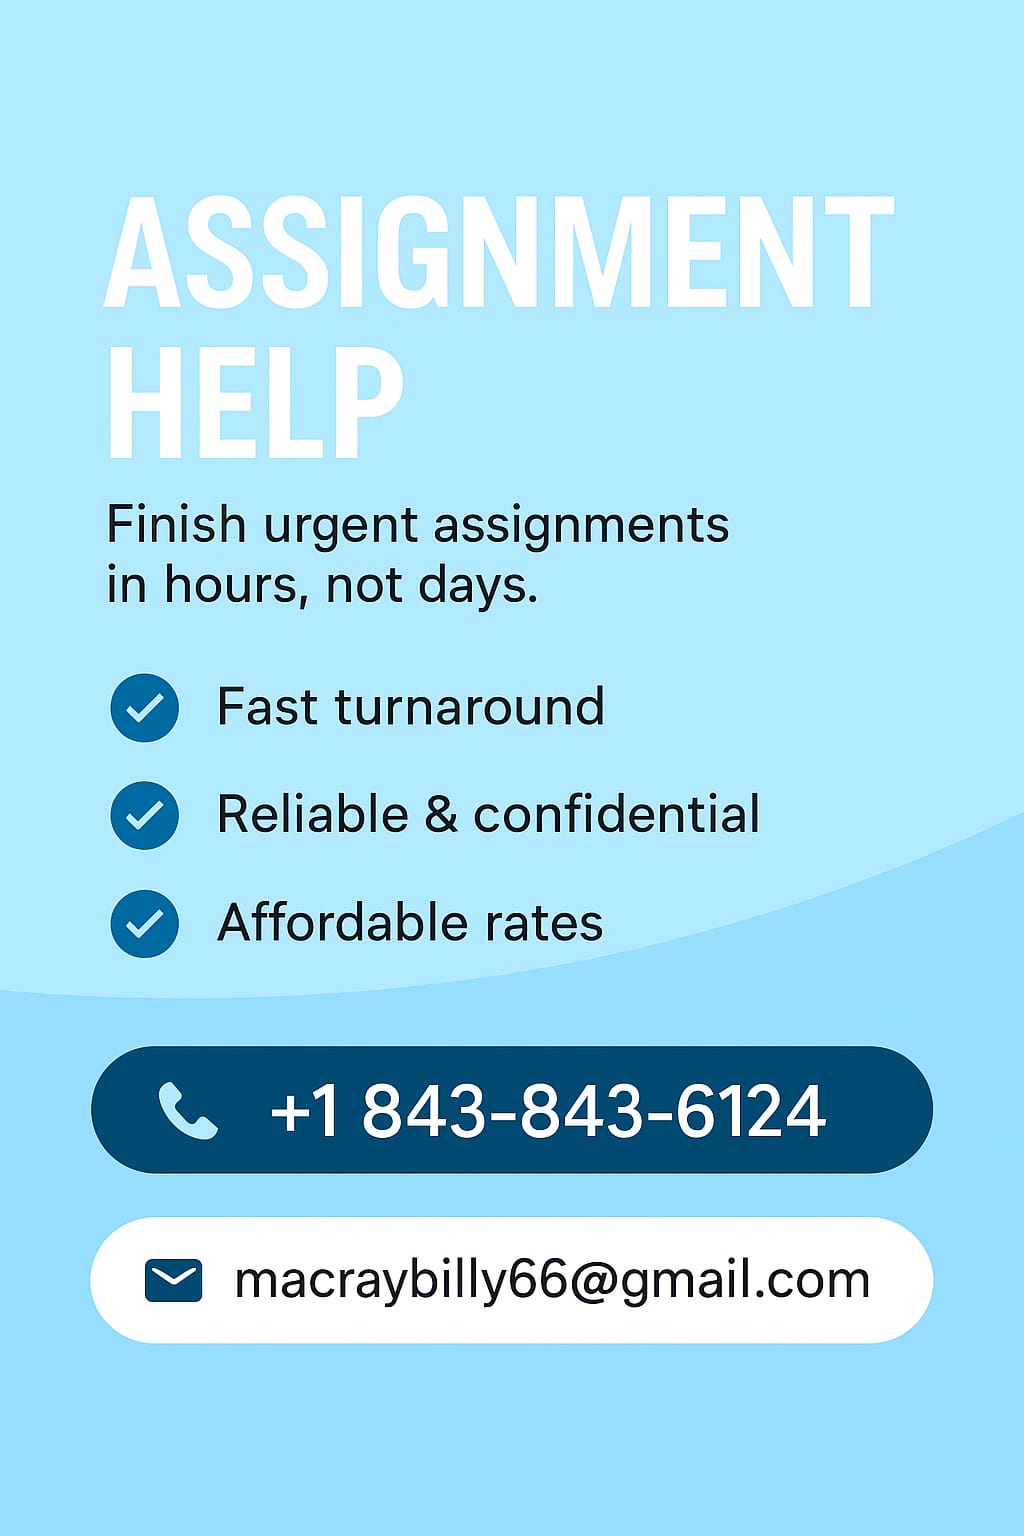 ASSIGNMENT
HELP
Finish urgent assignments
in hours, not days.
Fast turnaround
Reliable & confidential
Affordable rates
+1 843-843-6124
macraybilly66@gmail.com